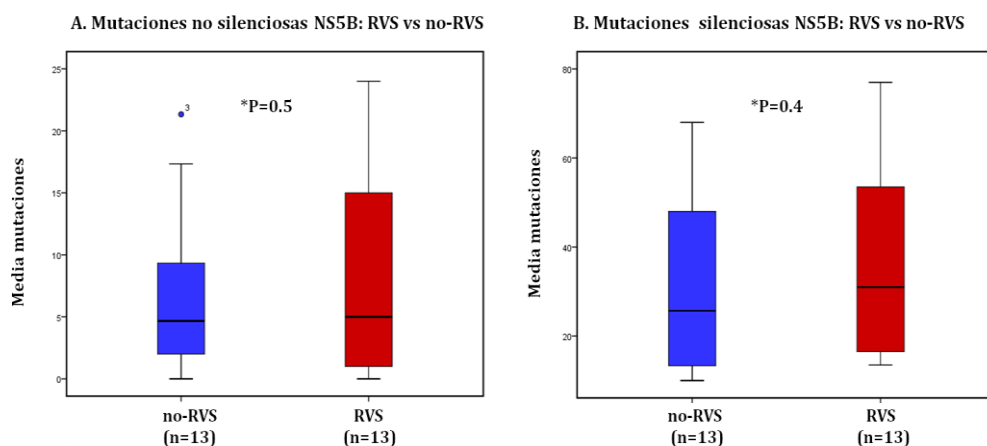 A. Mutaciones no silenciosas NS5B: RVS vs no-RVS
25
20
15
10
5
0
Media mutaciones
3
*P=0.5
no-RVS
(n=13)
RVS
(n=13)
B. Mutaciones silenciosas NS5B: RVS vs no-RVS
80
60
40
20
Media mutaciones
*P=0.4
no-RVS
(n=13)
RVS
(n=13)